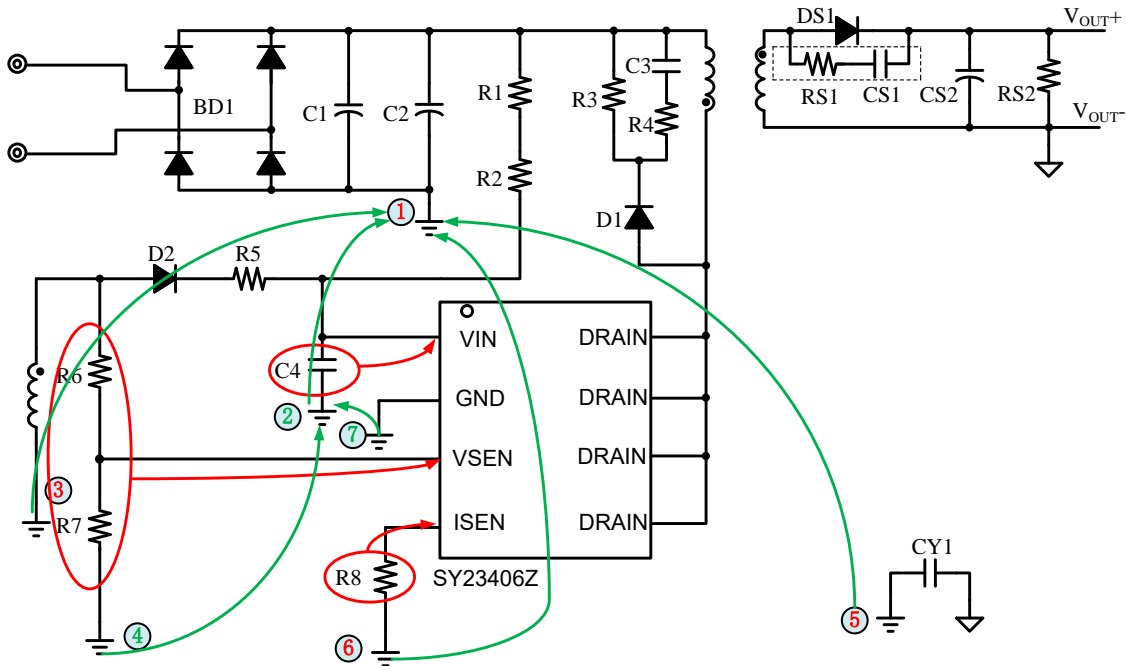 DS1
VOUT+
C3
R3
R4
RS1
CS1
CS2
RS2
VOUT-
BD1
C1
C2
R1
R2
①
D1
D2
R5
VIN
DRAIN
R6
C4
②
⑦
GND
DRAIN
VSEN
DRAIN
③
R7
ISEN
DRAIN
CY1
R8
SY23406Z
④
⑤
⑥